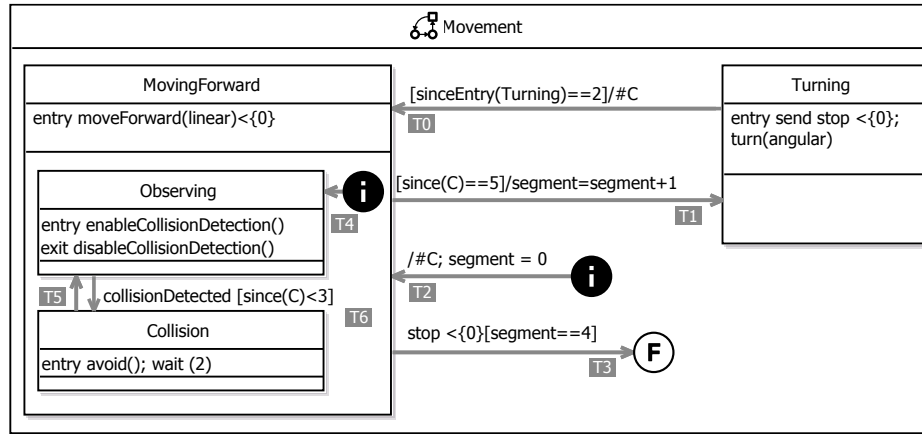 Movement
MovingForward
entry moveForward(linear)<{0}
Observing
entry enableCollisionDetection()
exit disableCollisionDetection()
i
T4
T5
collisionDetected [since(C)<3]
T6
Collision
entry avoid(); wait (2)
[sinceEntry(Turning)==2]/#C
T0
[since(C)==5]/segment=segment+1
T1
/#C; segment = 0
i
T2
stop <{0}[segment==4]
T3
F
Turning
entry send stop <{0};
turn(angular)